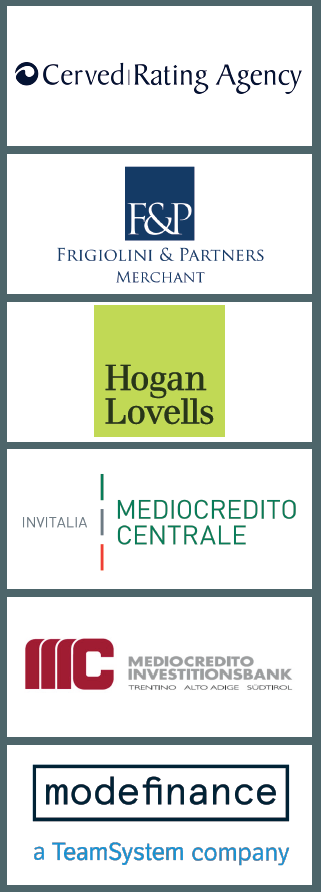 Cerved Rating Agency
F&P
FRIGIOLINI & PARTNERS
MERCHANT
Hogan
Lovells
INVITALIA
MEDIOCREDITO
CENTRALE
MC
MEDIOCREDITO
INVESTITIONSBANK
TRENTINO ALTO ADIGE SÜDTIROL
modefinance
a TeamSystem company